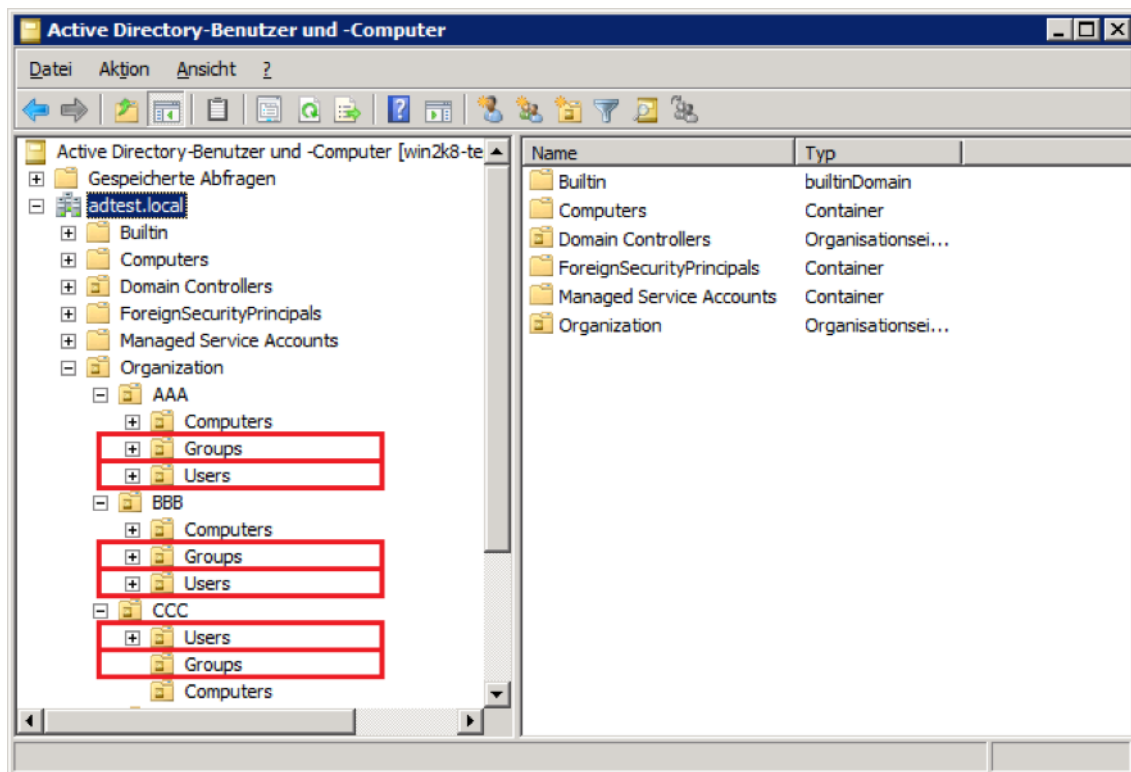 Active Directory-Benutzer und -Computer
Datei Aktion Ansicht ?
Active Directory-Benutzer und -Computer [win2k8-te
Gespeicherte Abfragen
adtest.local
Builtin
Computers
Domain Controllers
ForeignSecurityPrincipals
Managed Service Accounts
Organization
AAA
Computers
Groups
Users
BBB
Computers
Groups
Users
CCC
Users
Groups
Computers
Name Typ
Builtin builtinDomain
Computers Container
Domain Controllers Organisationsei...
ForeignSecurityPrincipals Container
Managed Service Accounts Container
Organization Organisationsei...